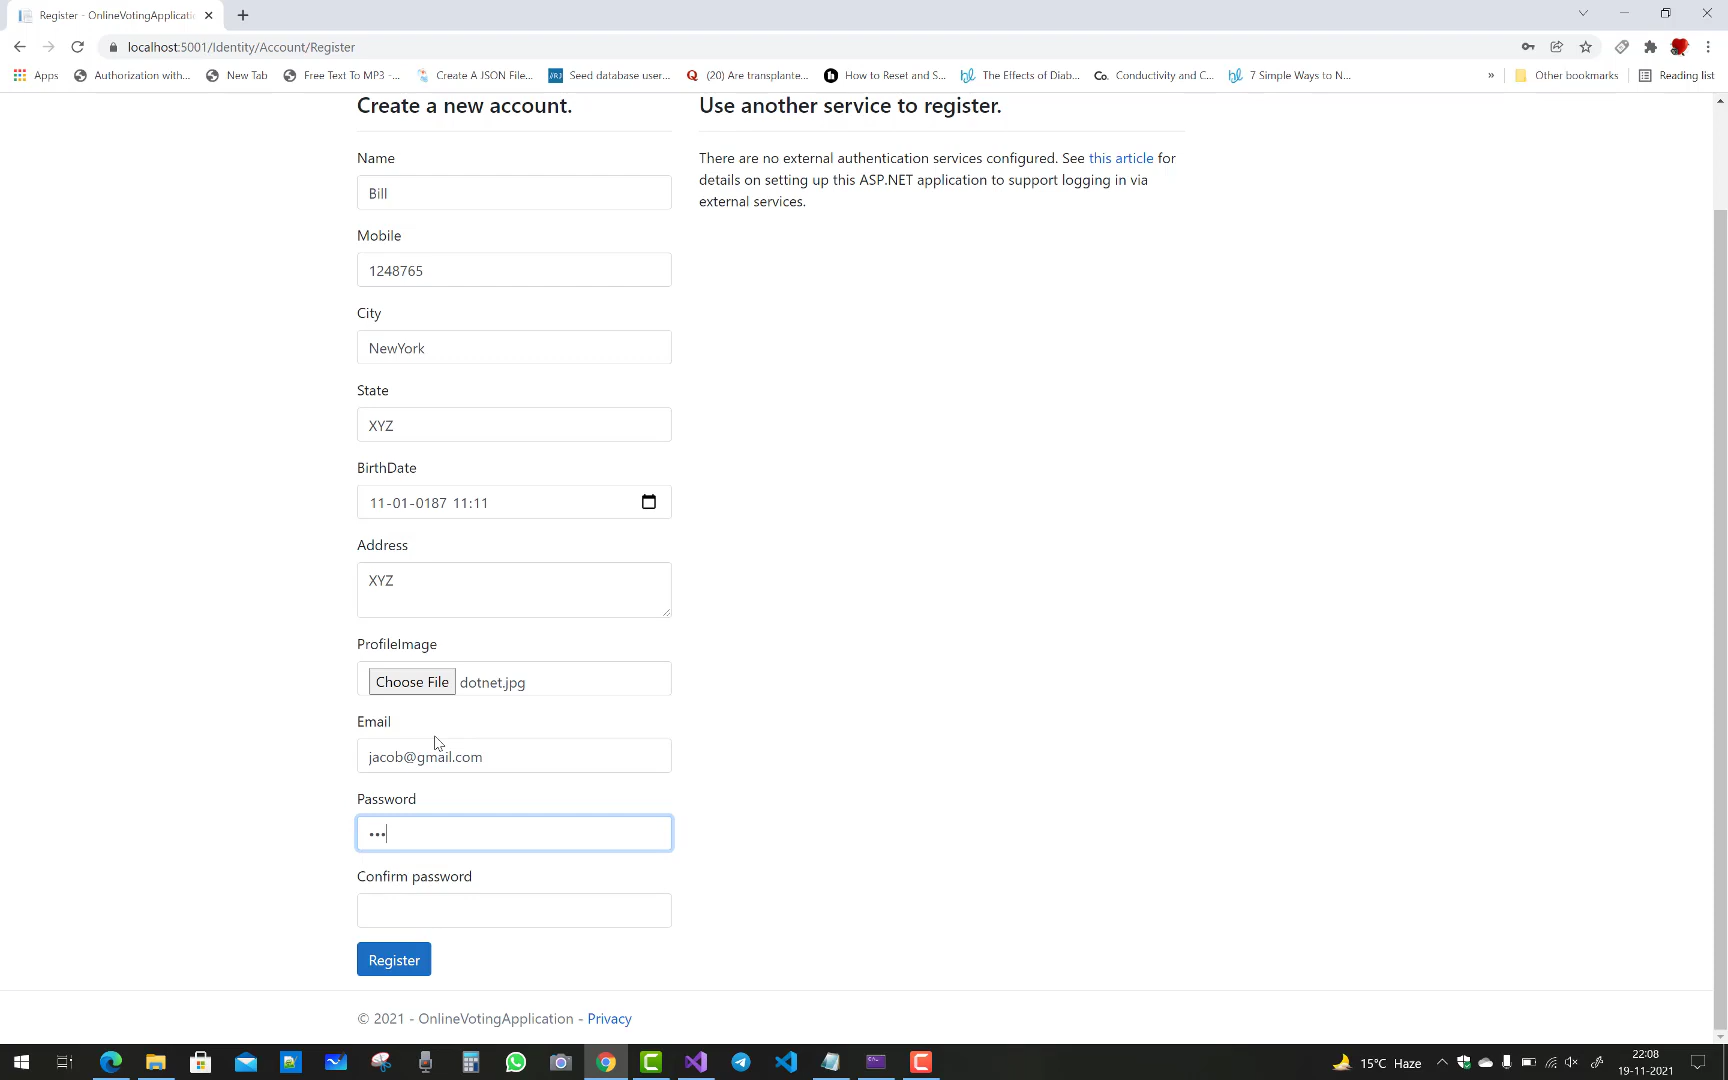 Register - OnlineVotingApplicati
localhost:5001/Identity/Account/Register
Apps
Authorization with...
New Tab
Free Text To MP3 -...
Create A JSON File...
Seed database user...
(20) Are transplante...
How to Reset and S...
The Effects of Diab...
Co. Conductivity and C...
7 Simple Ways to N...
»
Other bookmarks
Reading list
Create a new account.
Use another service to register.
Name
Bill
There are no external authentication services configured. See this article for
details on setting up this ASP.NET application to support logging in via
external services.
Mobile
1248765
City
NewYork
State
XYZ
BirthDate
11-01-0187 11:11
Address
XYZ
ProfileImage
Choose File dotnet.jpg
Email
jacob@gmail.com
Password
•••
Confirm password
Register
© 2021 - OnlineVotingApplication - Privacy
15°C Haze
22:08
19-11-2021